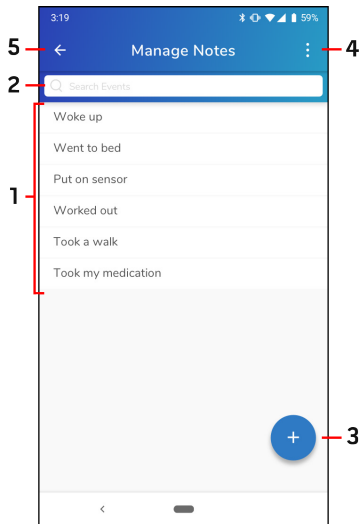 3:19 59%
5 Manage Notes 4
2 Search Events
1
Woke up
Went to bed
Put on sensor
Worked out
Took a walk
Took my medication
+ 3